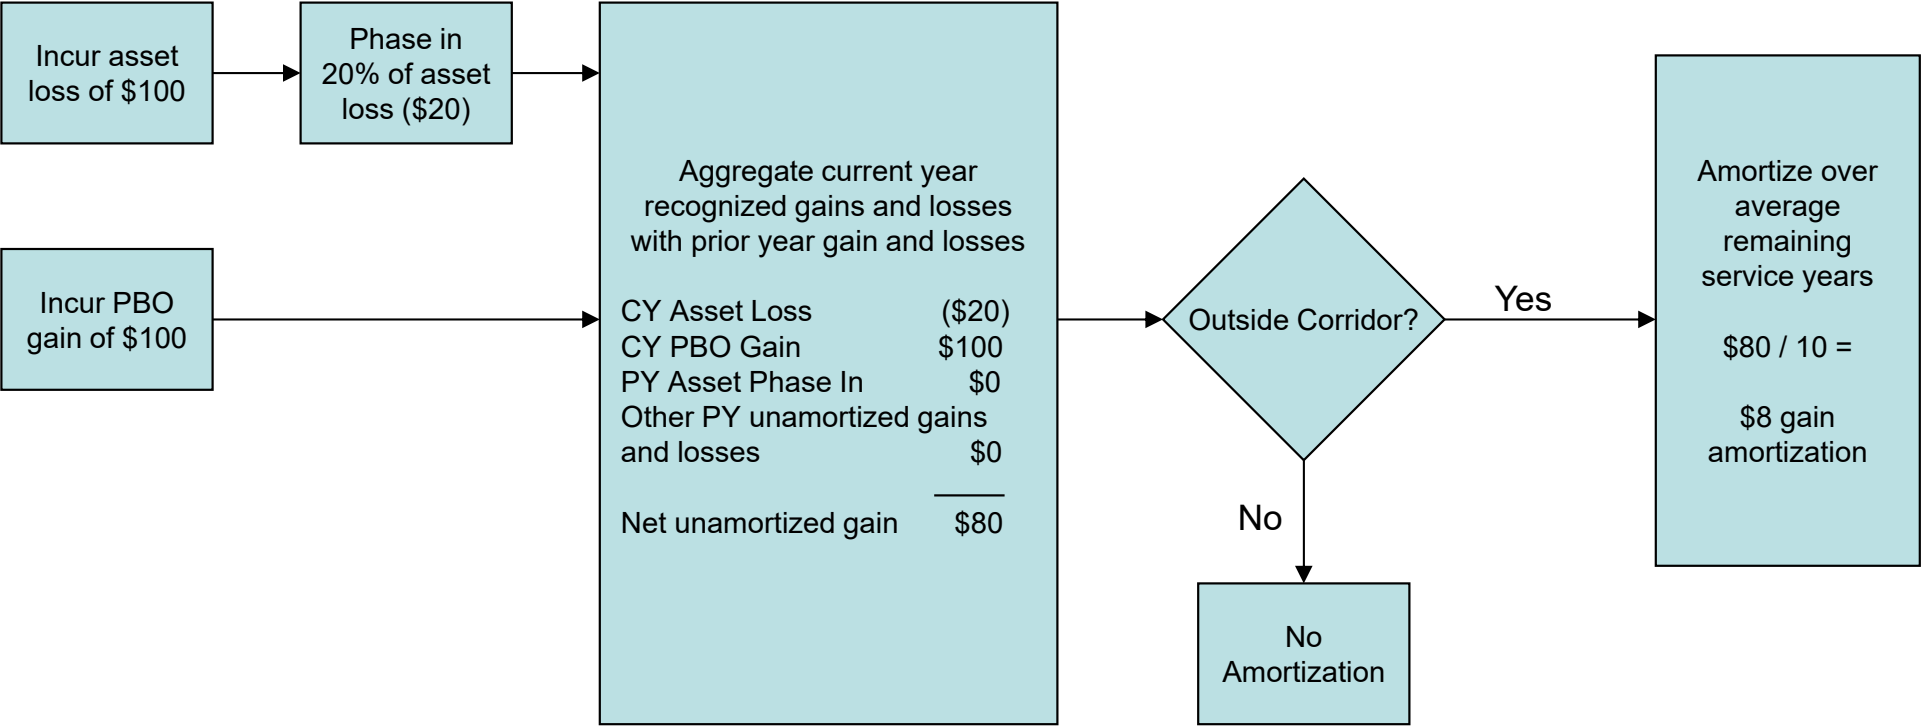 Incur asset
loss of $100
Phase in
20% of asset
loss ($20)
Incur PBO
gain of $100
Aggregate current year
recognized gains and losses
with prior year gain and losses
CY Asset Loss ($20)
CY PBO Gain $100
PY Asset Phase In $0
Other PY unamortized gains
and losses $0
Net unamortized gain $80
Outside Corridor?
Yes
No
No
Amortization
Amortize over
average
remaining
service years
$80 / 10 =
$8 gain
amortization